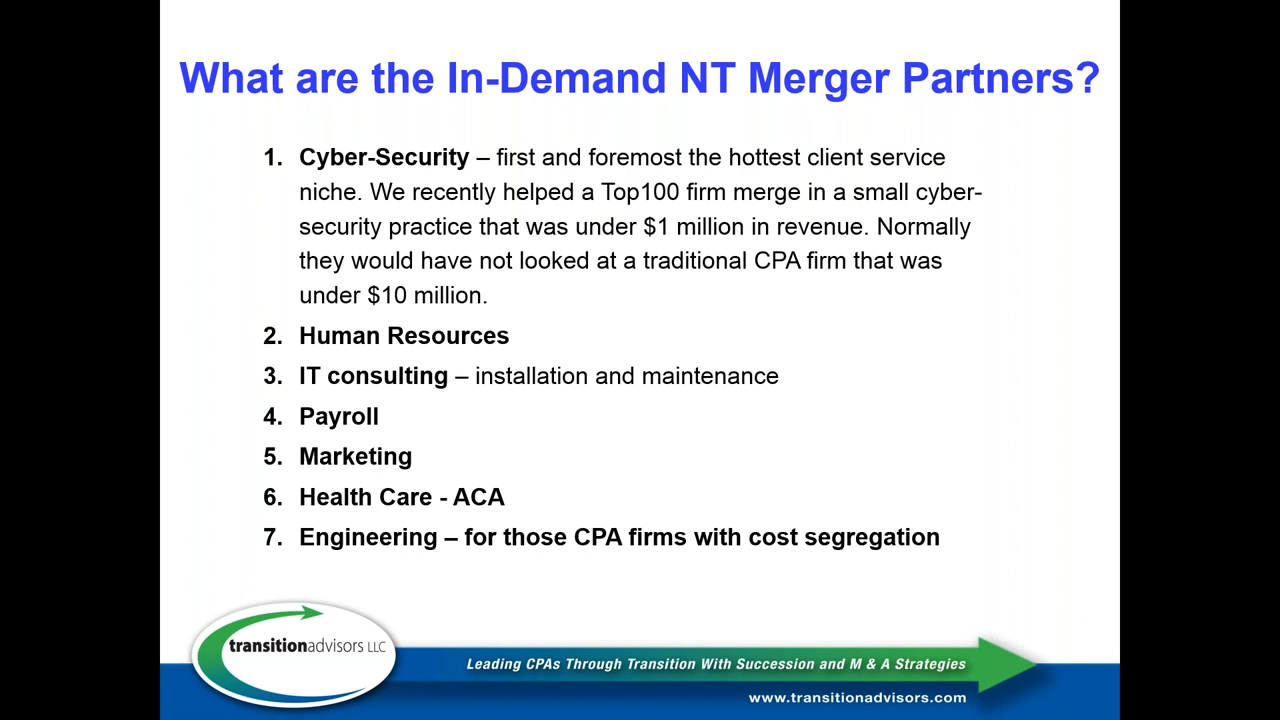 What are the In-Demand NT Merger Partners?
1. Cyber-Security – first and foremost the hottest client service
niche. We recently helped a Top100 firm merge in a small cyber-
security practice that was under $1 million in revenue. Normally
they would have not looked at a traditional CPA firm that was
under $10 million.
2. Human Resources
3. IT consulting – installation and maintenance
4. Payroll
5. Marketing
6. Health Care - ACA
7. Engineering – for those CPA firms with cost segregation
transitionadvisors LLC
Leading CPAs Through Transition With Succession and M & A Strategies
www.transitionadvisors.com